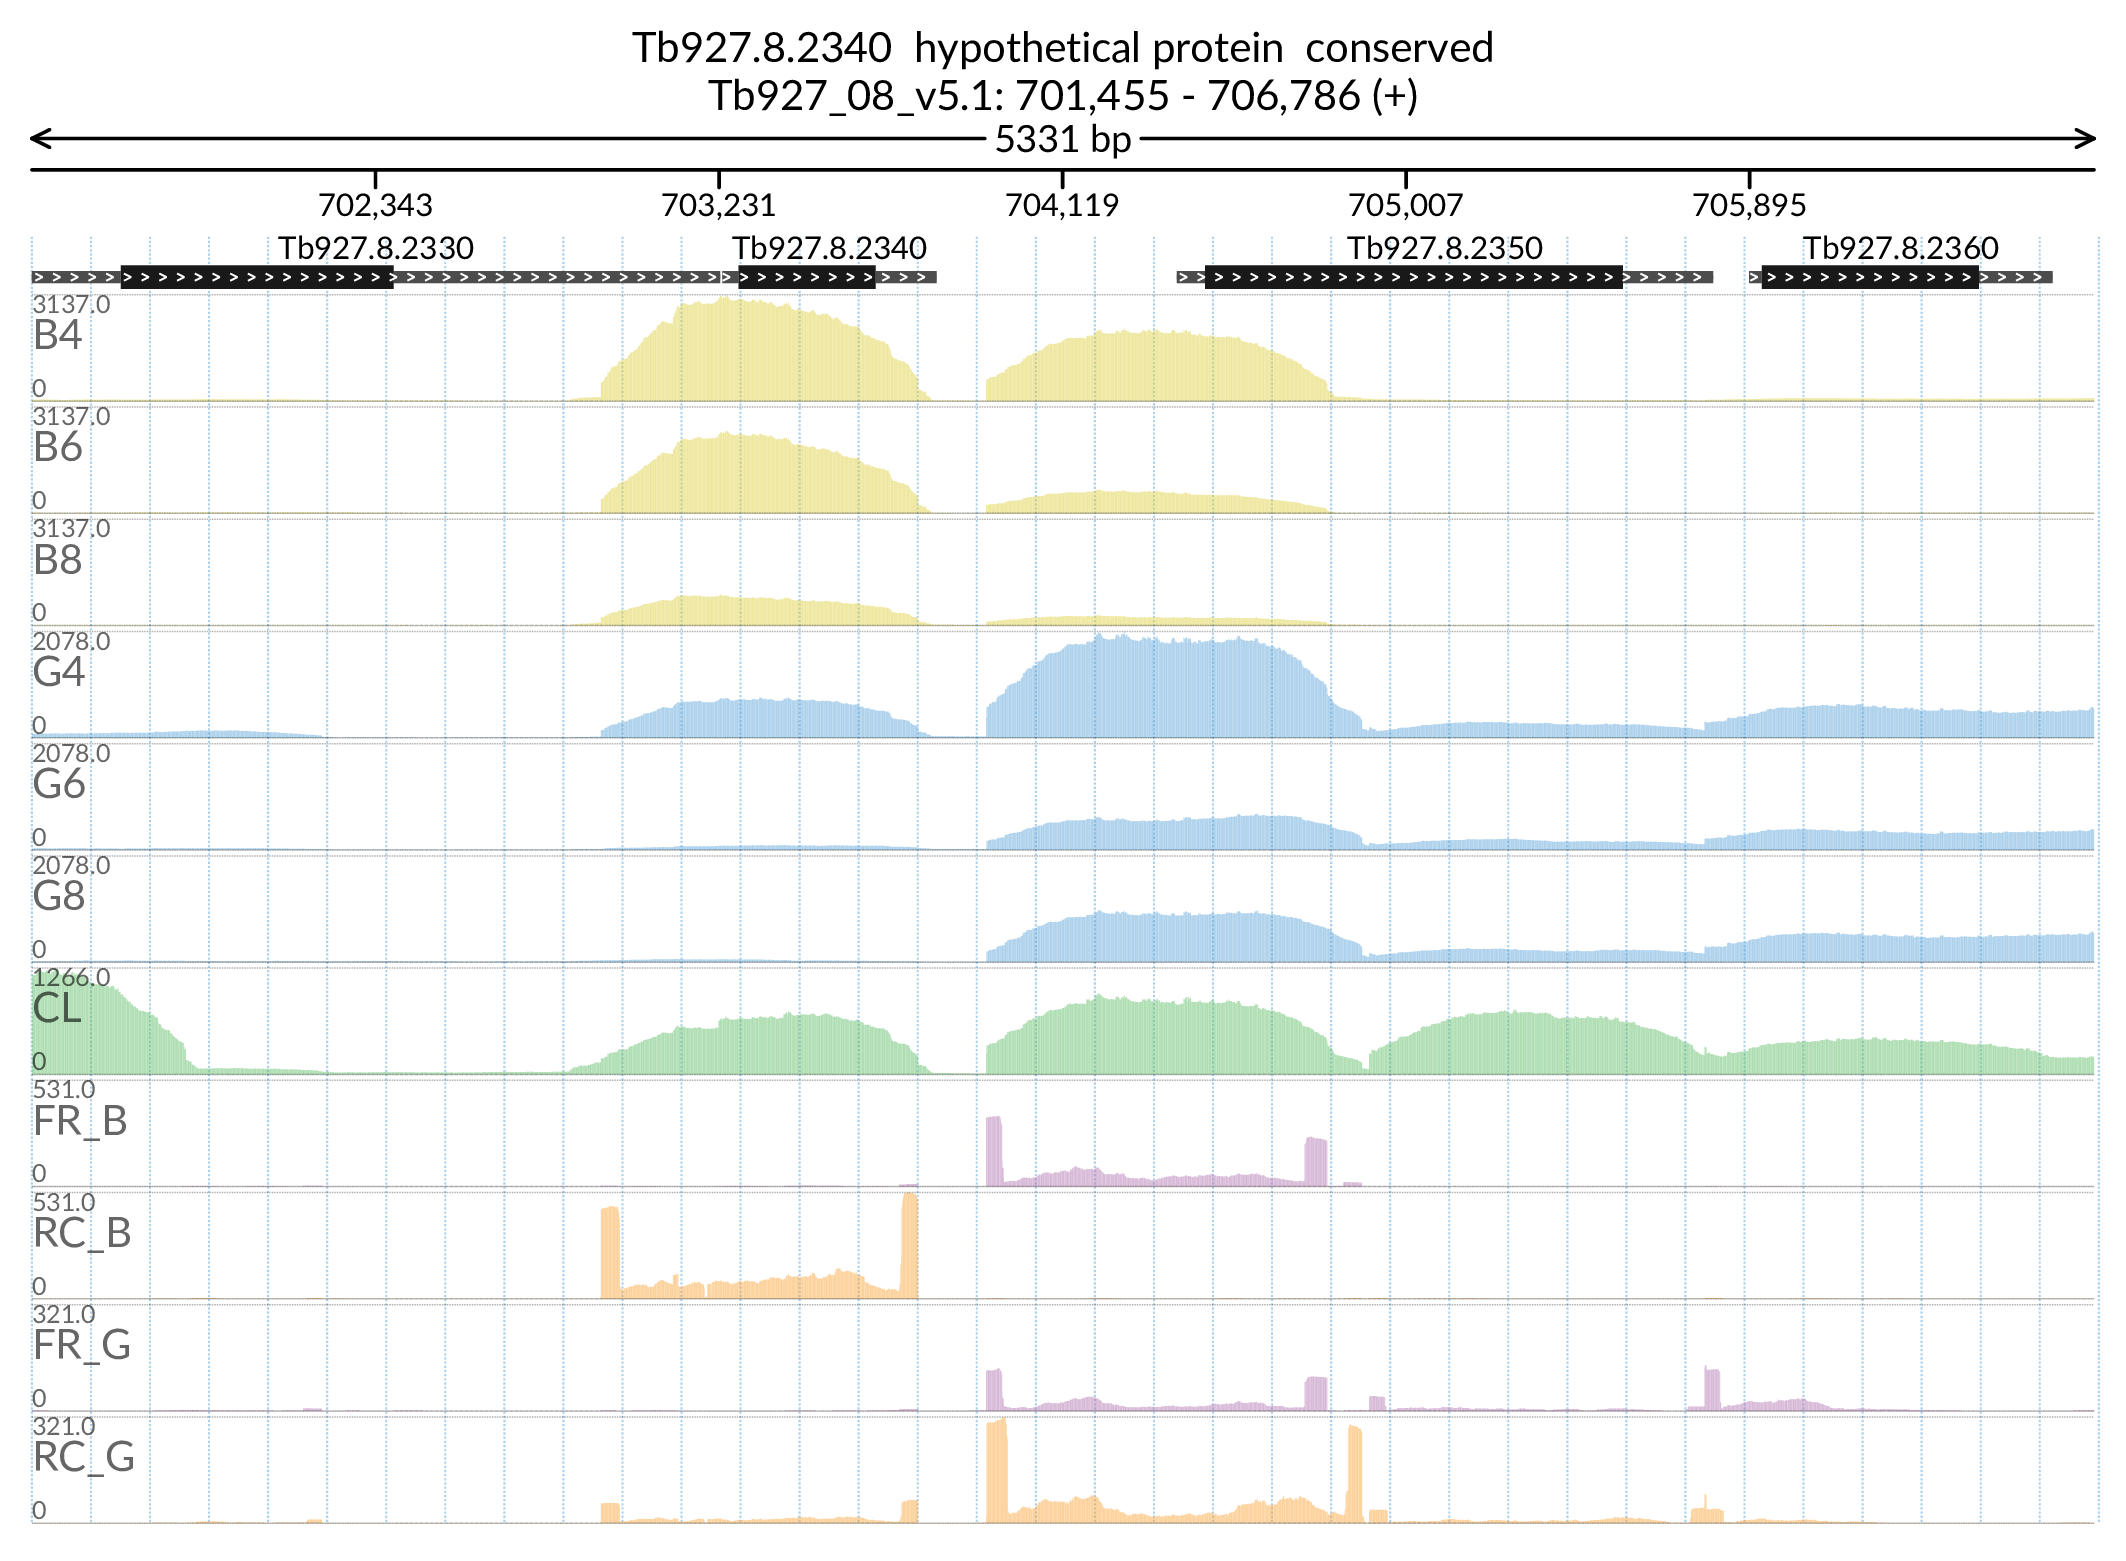 Tb927.8.2340  hypothetical protein  conserved
Tb927_08_v5.1: 701,455 - 706,786 (+)
5331 bp
702,343 703,231 704,119 705,007 705,895
Tb927.8.2330 Tb927.8.2340 Tb927.8.2350 Tb927.8.2360
3137.0
B4
0
3137.0
B6
0
3137.0
B8
0
2078.0
G4
0
2078.0
G6
0
2078.0
G8
0
1266.0
CL
0
531.0
FR_B
0
531.0
RC_B
0
321.0
FR_G
0
321.0
RC_G
0